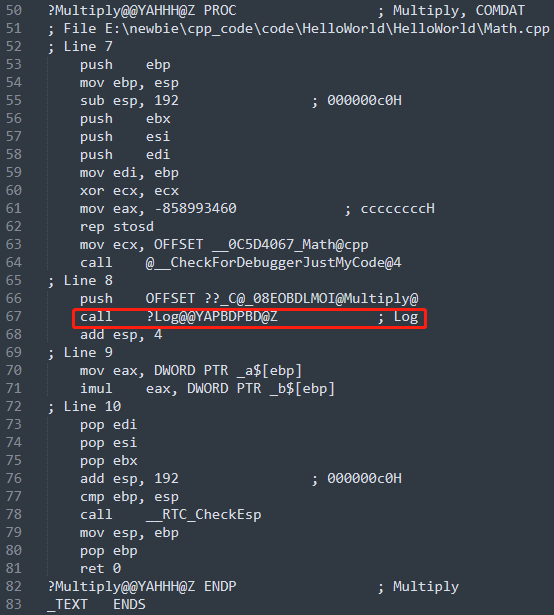 50 ?Multiply@@YAHHH@Z PROC ; Multiply, COMDAT
51 ; File E:\newbie\cpp_code\code\HelloWorld\HelloWorld\Math.cpp
52 ; Line 7
53 push ebp
54 mov ebp, esp
55 sub esp, 192 ; 000000c0H
56 push ebx
57 push esi
58 push edi
59 mov edi, ebp
60 xor ecx, ecx
61 mov eax, -858993460 ; ccccccccH
62 rep stosd
63 mov ecx, OFFSET __0C5D4067_Math@cpp
64 call @__CheckForDebuggerJustMyCode@4
65 ; Line 8
66 push OFFSET ??_C@_08EOBDLMOI@Multiply@
67 call ?Log@@YAPBDPBD@Z ; Log
68 add esp, 4
69 ; Line 9
70 mov eax, DWORD PTR _a$[ebp]
71 imul eax, DWORD PTR _b$[ebp]
72 ; Line 10
73 pop edi
74 pop esi
75 pop ebx
76 add esp, 192 ; 000000c0H
77 cmp ebp, esp
78 call __RTC_CheckEsp
79 mov esp, ebp
80 pop ebp
81 ret 0
82 ?Multiply@@YAHHH@Z ENDP ; Multiply
83 _TEXT ENDS